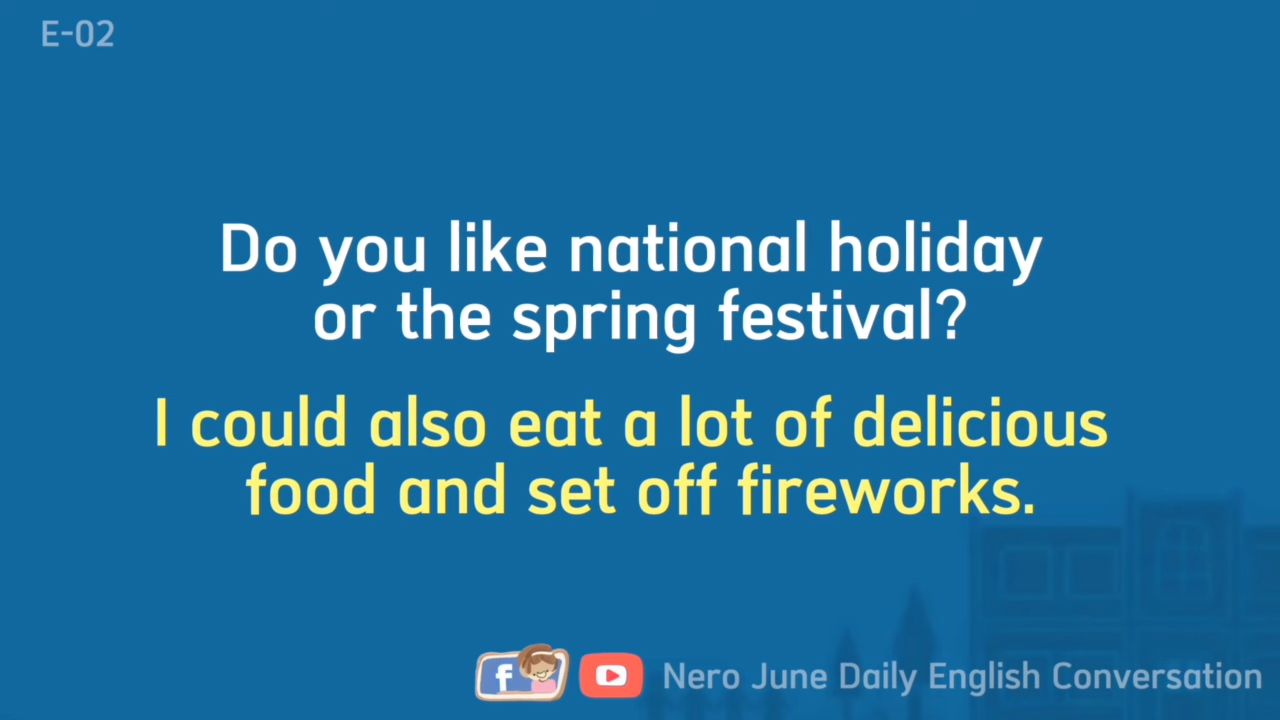 E-02
Do you like national holiday
or the spring festival?
I could also eat a lot of delicious
food and set off fireworks.
f
Nero June Daily English Conversation